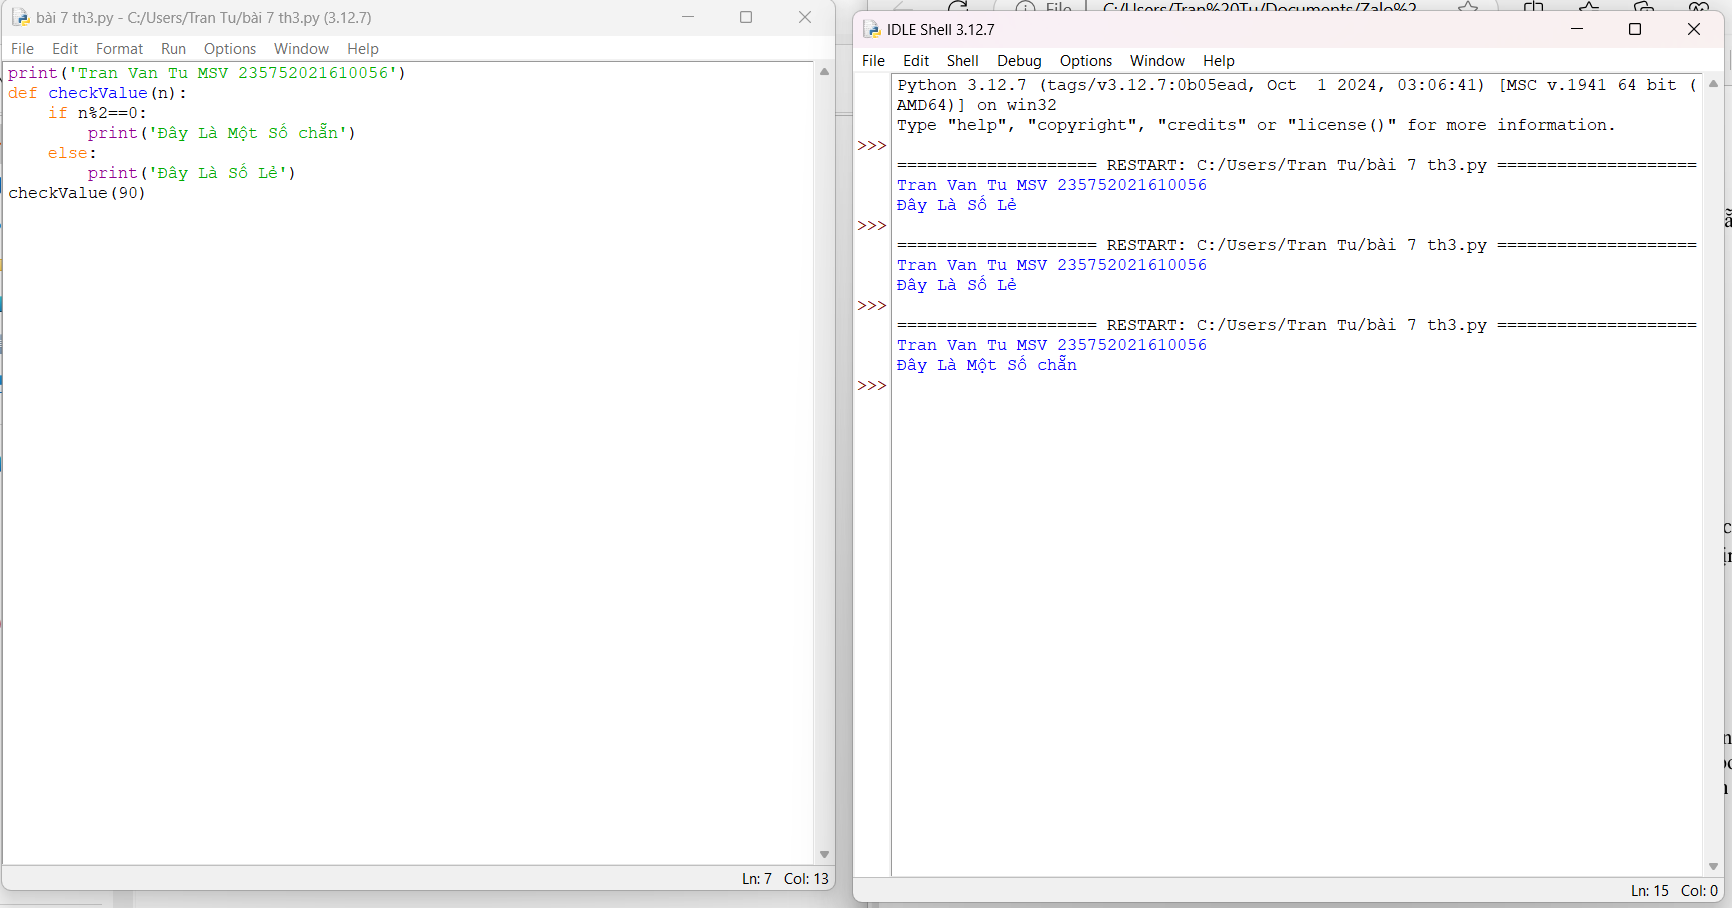 bài 7 th3.py - C:/Users/Tran Tu/bài 7 th3.py (3.12.7)
File Edit Format Run Options Window Help
print('Tran Van Tu MSV 235752021610056')
def checkValue(n):
    if n%2==0:
        print('Đây Là Một Số chẵn')
    else:
        print('Đây Là Số Lẻ')
checkValue(90)
Ln: 7 Col: 13
File C:/Users/Tran%20Tu/Documents/Zalo%2
IDLE Shell 3.12.7
File Edit Shell Debug Options Window Help
Python 3.12.7 (tags/v3.12.7:0b05ead, Oct  1 2024, 03:06:41) [MSC v.1941 64 bit (
AMD64)] on win32
Type "help", "copyright", "credits" or "license()" for more information.
>>>
==================== RESTART: C:/Users/Tran Tu/bài 7 th3.py ====================
Tran Van Tu MSV 235752021610056
Đây Là Số Lẻ
>>>
==================== RESTART: C:/Users/Tran Tu/bài 7 th3.py ====================
Tran Van Tu MSV 235752021610056
Đây Là Số Lẻ
>>>
==================== RESTART: C:/Users/Tran Tu/bài 7 th3.py ====================
Tran Van Tu MSV 235752021610056
Đây Là Một Số chẵn
>>>
Ln: 15 Col: 0